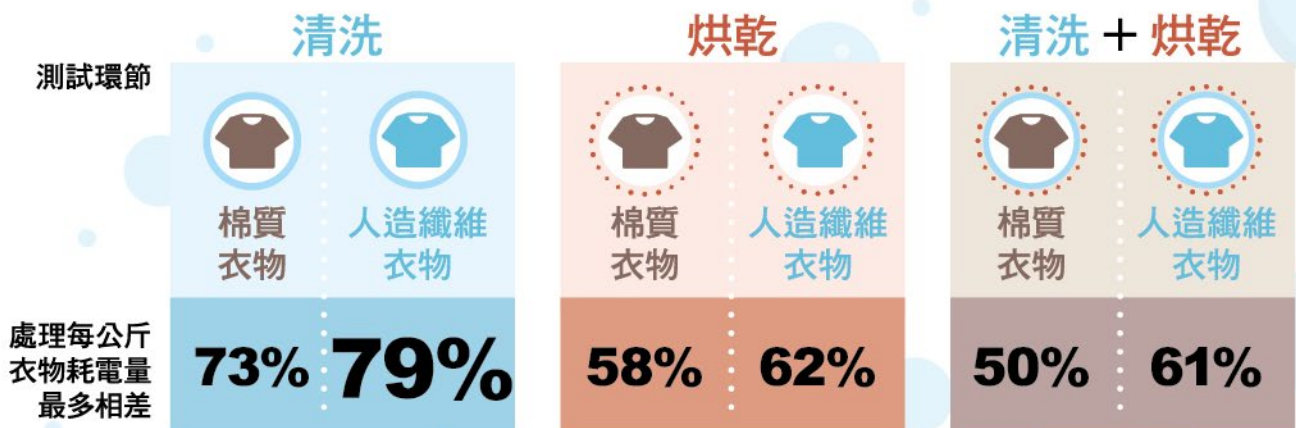 清洗
烘乾
清洗 + 烘乾
測試環節
棉質
衣物
人造纖維
衣物
棉質
衣物
人造纖維
衣物
棉質
衣物
人造纖維
衣物
處理每公斤
衣物耗電量
最多相差
73%
79%
58%
62%
50%
61%